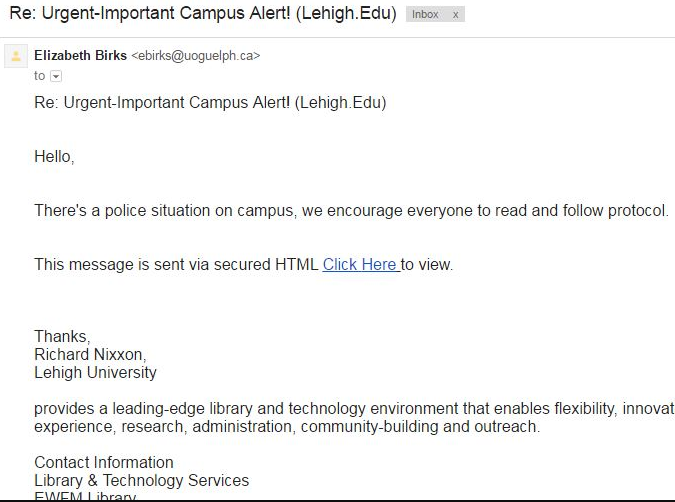 Re: Urgent-Important Campus Alert! (Lehigh.Edu) Inbox x
Elizabeth Birks <ebirks@uoguelph.ca>
to
Re: Urgent-Important Campus Alert! (Lehigh.Edu)
Hello,
There's a police situation on campus, we encourage everyone to read and follow protocol.
This message is sent via secured HTML Click Here to view.
Thanks,
Richard Nixxon,
Lehigh University
provides a leading-edge library and technology environment that enables flexibility, innovat
experience, research, administration, community-building and outreach.
Contact Information
Library & Technology Services
EWFM Library